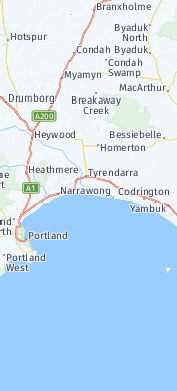 Branxholme
Byaduk
North
Hotspur
Condah Byaduk
Condah
Swamp
Myamyn
MacArthur
Drumborg
Breakaway
Creek
A200
Heywood
Bessiebelle
Homerton
Heathmere
Tyrendarra
A1
Narrawong
Codrington
Yambuk
Portland
Portland
West